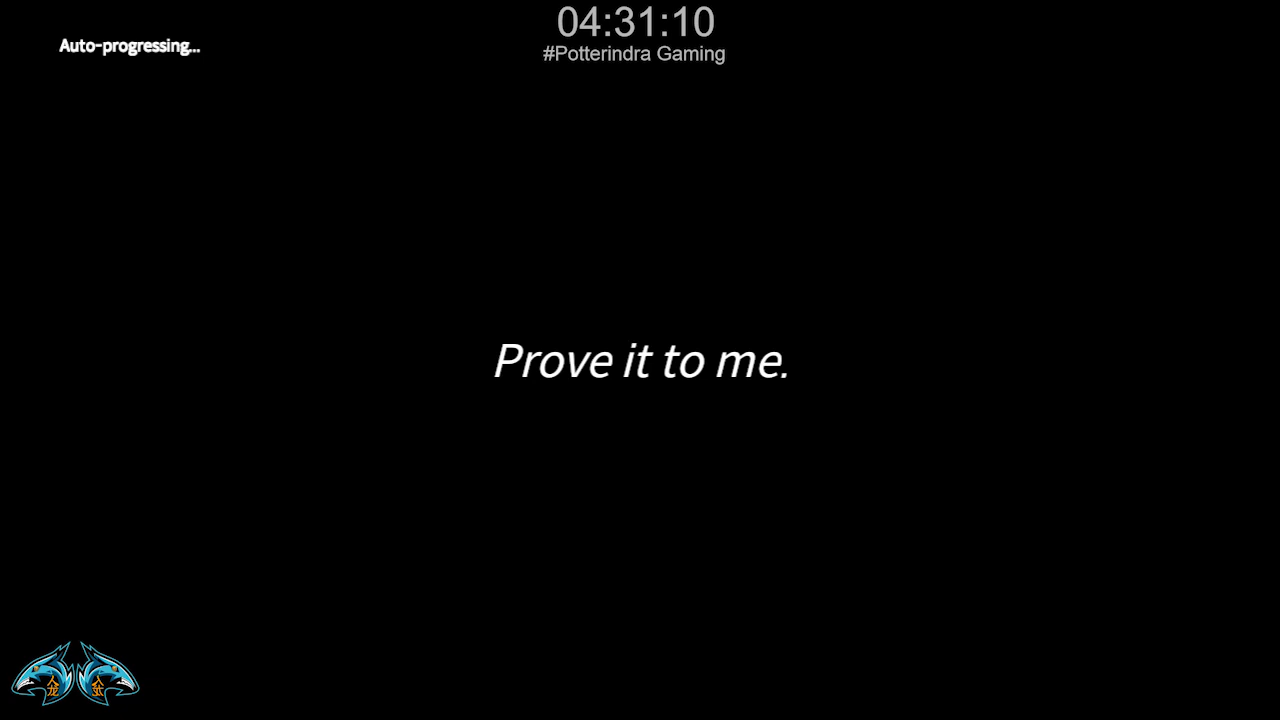 04:31:10
#Potterindra Gaming
Auto-progressing...
Prove it to me.